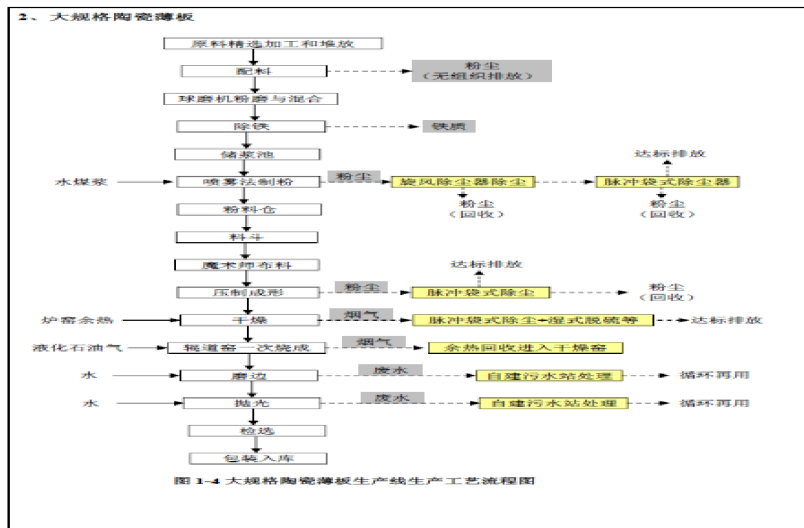 2、大规格陶瓷薄板
原料精选加工和堆放
配料
粉尘
（无组织排放）
球磨机粉磨与混合
除铁
铁质
储浆池
达标排放
水煤浆
喷雾法制粉
粉尘
旋风除尘器除尘
脉冲袋式除尘器
粉料仓
粉尘
（回收）
粉尘
（回收）
料斗
魔术师布料
达标排放
压制成形
粉尘
脉冲袋式除尘
粉尘
（回收）
炉窑余热
干燥
烟气
脉冲袋式除尘+湿式脱硫等
达标排放
液化石油气
辊道窑一次烧成
烟气
余热回收进入干燥窑
水
磨边
废水
自建污水站处理
循环再用
水
抛光
废水
自建污水站处理
循环再用
检选
包装入库
图 1-4 大规格陶瓷薄板生产线生产工艺流程图